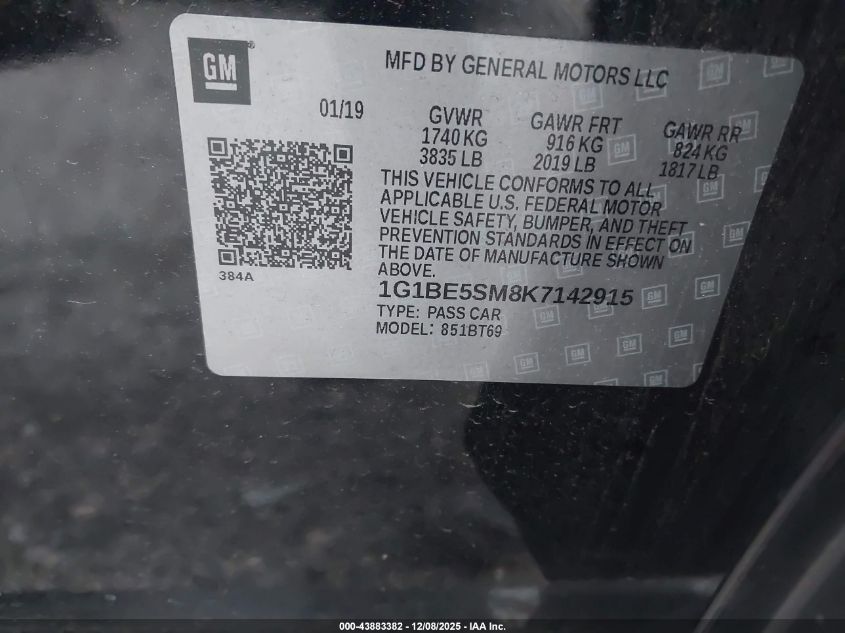 GM
MFD BY GENERAL MOTORS LLC
01/19
GVWR
1740 KG
3835 LB
GAWR FRT
916 KG
2019 LB
GAWR RR
824 KG
1817 LB
THIS VEHICLE CONFORMS TO ALL
APPLICABLE U.S. FEDERAL MOTOR
VEHICLE SAFETY, BUMPER, AND THEFT
PREVENTION STANDARDS IN EFFECT ON
THE DATE OF MANUFACTURE SHOWN
ABOVE.
384A
1G1BE5SM8K7142915
TYPE: PASS CAR
MODEL: 851BT69
000-43883382 - 12/08/2025 - IAA Inc.